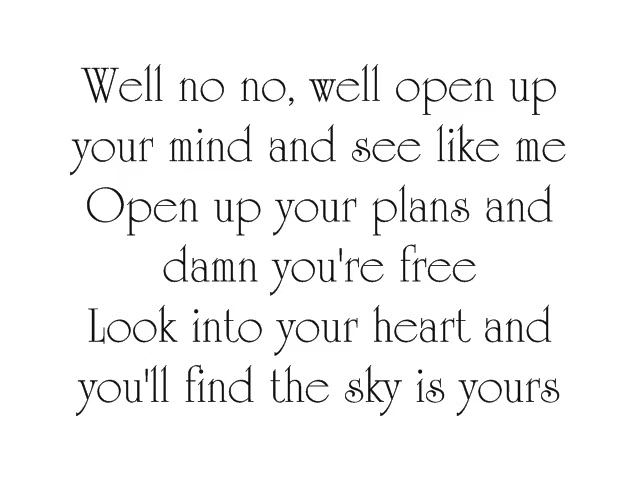 Well no no, well open up
your mind and see like me
Open up your plans and
damn you're free
Look into your heart and
you'll find the sky is yours